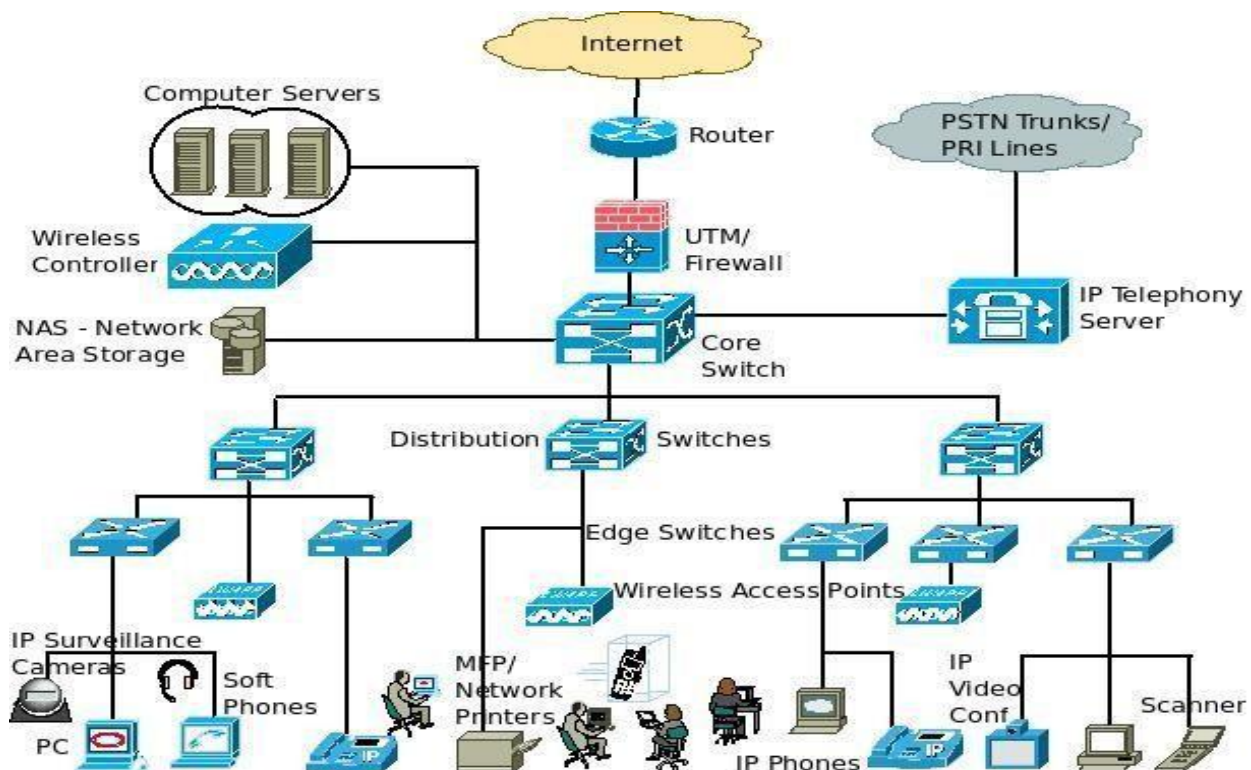 Internet
Computer Servers
Router
PSTN Trunks/
PRI Lines
Wireless
Controller
UTM/
Firewall
NAS - Network
Area Storage
Core
Switch
IP Telephony
Server
Distribution
Switches
Edge Switches
Wireless Access Points
IP Surveillance
Cameras
Soft
Phones
MFP/
Network
Printers
IP
Video
Conf
Scanner
PC
IP
IP Phones
IP